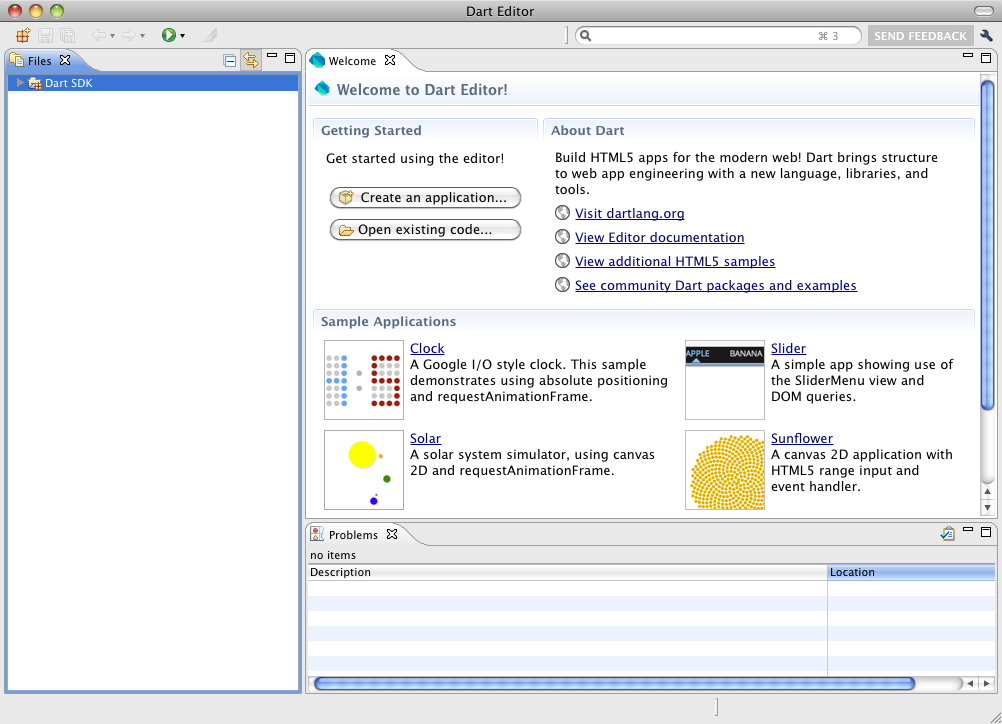 Dart Editor
⌘ 3
SEND FEEDBACK
Files
Dart SDK
Welcome
Welcome to Dart Editor!
Getting Started
Get started using the editor!
Create an application...
Open existing code...
About Dart
Build HTML5 apps for the modern web! Dart brings structure
to web app engineering with a new language, libraries, and
tools.
Visit dartlang.org
View Editor documentation
View additional HTML5 samples
See community Dart packages and examples
Sample Applications
Clock
A Google I/O style clock. This sample
demonstrates using absolute positioning
and requestAnimationFrame.
APPLE BANANA
Slider
A simple app showing use of
the SliderMenu view and
DOM queries.
Solar
A solar system simulator, using canvas
2D and requestAnimationFrame.
Sunflower
A canvas 2D application with
HTML5 range input and
event handler.
Problems
no items
Description Location